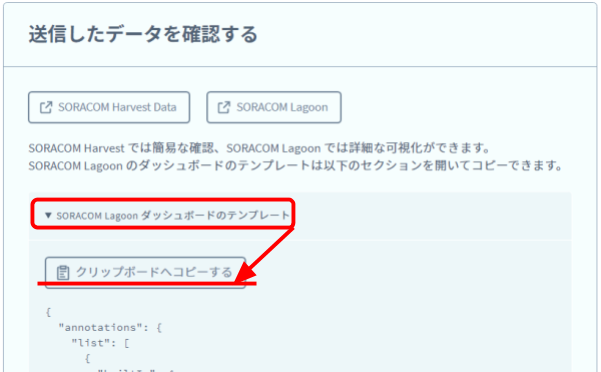 送信したデータを確認する
SORACOM Harvest Data
SORACOM Lagoon
SORACOM Harvest では簡易な確認、SORACOM Lagoon では詳細な可視化ができます。
SORACOM Lagoon のダッシュボードのテンプレートは以下のセクションを開いてコピーできます。
▼ SORACOM Lagoon ダッシュボードのテンプレート
クリップボードへコピーする
{
"annotations": {
"list": [
{